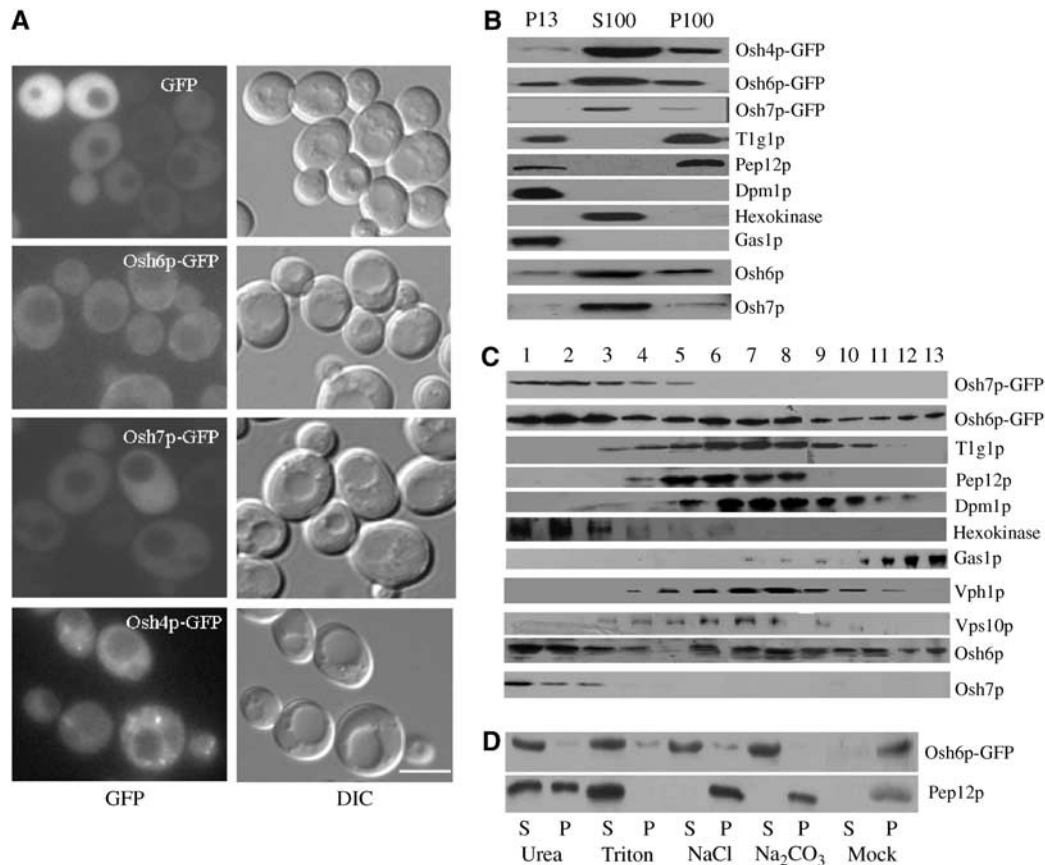 A
GFP
Osh6p-GFP
Osh7p-GFP
Osh4p-GFP
GFP DIC
B
P13 S100 P100
Osh4p-GFP
Osh6p-GFP
Osh7p-GFP
T1g1p
Pep12p
Dpm1p
Hexokinase
Gas1p
Osh6p
Osh7p
C
1 2 3 4 5 6 7 8 9 10 11 12 13
Osh7p-GFP
Osh6p-GFP
T1g1p
Pep12p
Dpm1p
Hexokinase
Gas1p
Vph1p
Vps10p
Osh6p
Osh7p
D
Osh6p-GFP
Pep12p
S P S P S P S P S P
Urea Triton NaCl Na₂CO₃ Mock